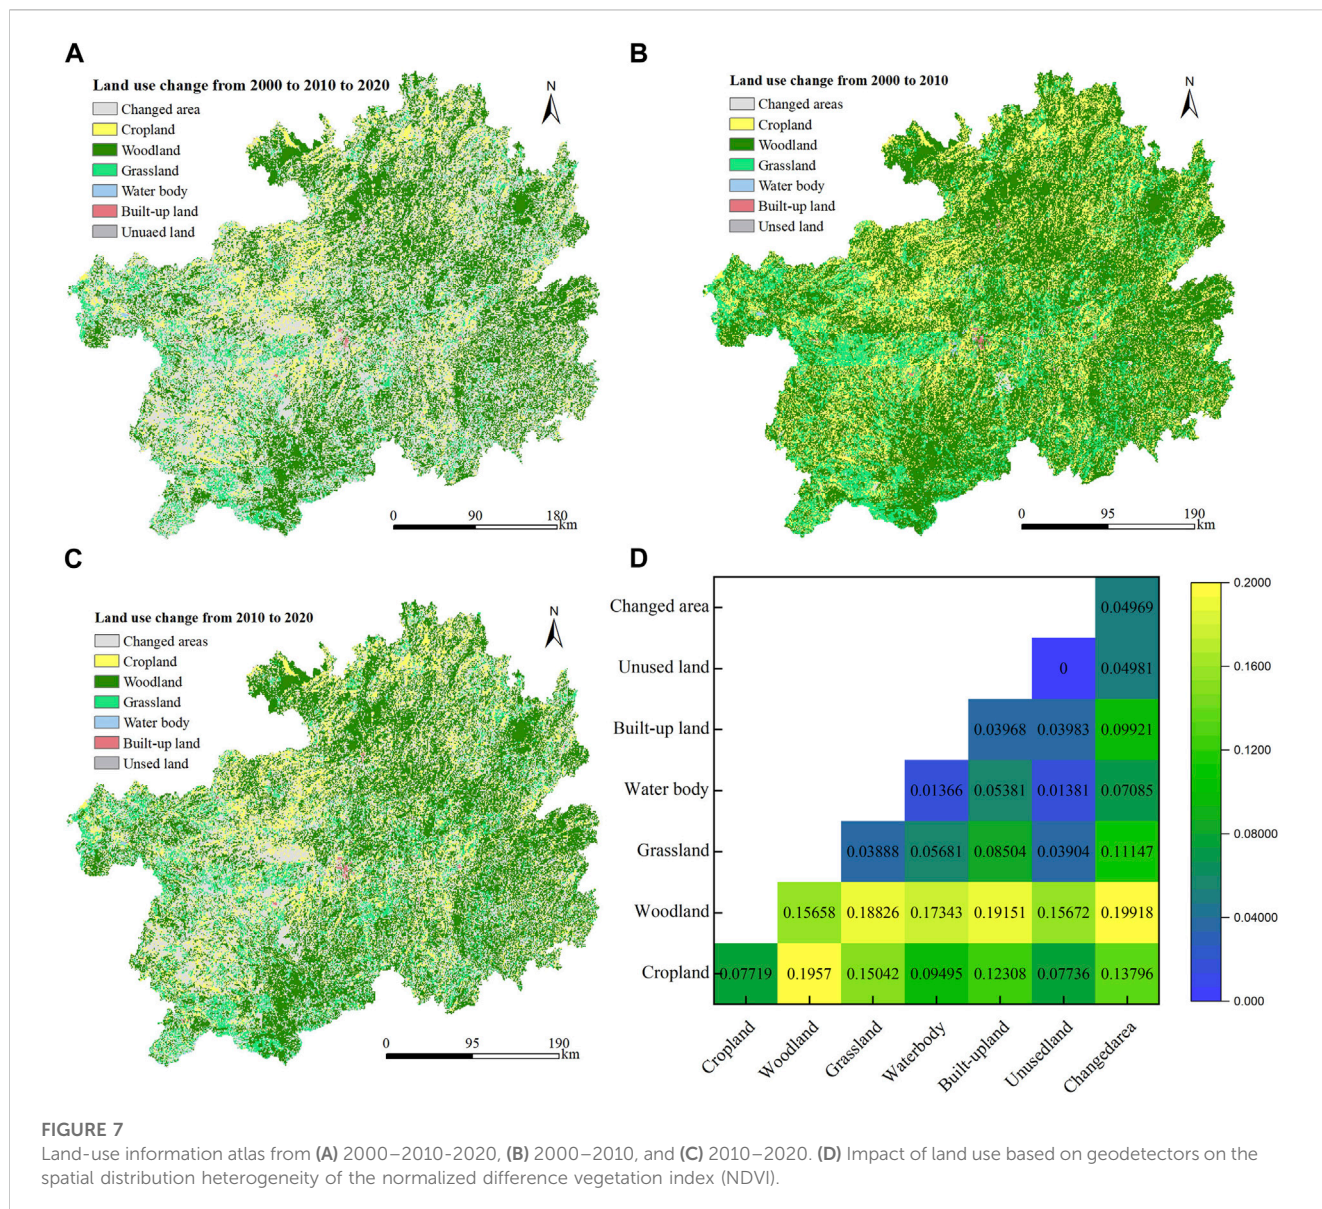 A
Land use change from 2000 to 2010 to 2020
Changed area
Cropland
Woodland
Grassland
Water body
Built-up land
Unuaed land
N
0 90 180
km
B
Land use change from 2000 to 2010
Changed areas
Cropland
Woodland
Grassland
Water body
Built-up land
Unsed land
N
0 95 190
km
C
Land use change from 2010 to 2020
Changed areas
Cropland
Woodland
Grassland
Water body
Built-up land
Unsed land
N
0 95 190
km
D
Changed area 0.04969
Unused land 0 0.04981
Built-up land 0.03968 0.03983 0.09921
Water body 0.01366 0.05381 0.01381 0.07085
Grassland 0.03888 0.05681 0.08504 0.03904 0.11147
Woodland 0.15658 0.18826 0.17343 0.19151 0.15672 0.19918
Cropland 0.07719 0.1957 0.15042 0.09495 0.12308 0.07736 0.13796
Cropland Woodland Grassland Waterbody Built-upland Unusedland Changedarea
0.2000
0.1600
0.1200
0.08000
0.04000
0.000
FIGURE 7
Land-use information atlas from (A) 2000–2010-2020, (B) 2000–2010, and (C) 2010–2020. (D) Impact of land use based on geodetectors on the
spatial distribution heterogeneity of the normalized difference vegetation index (NDVI).